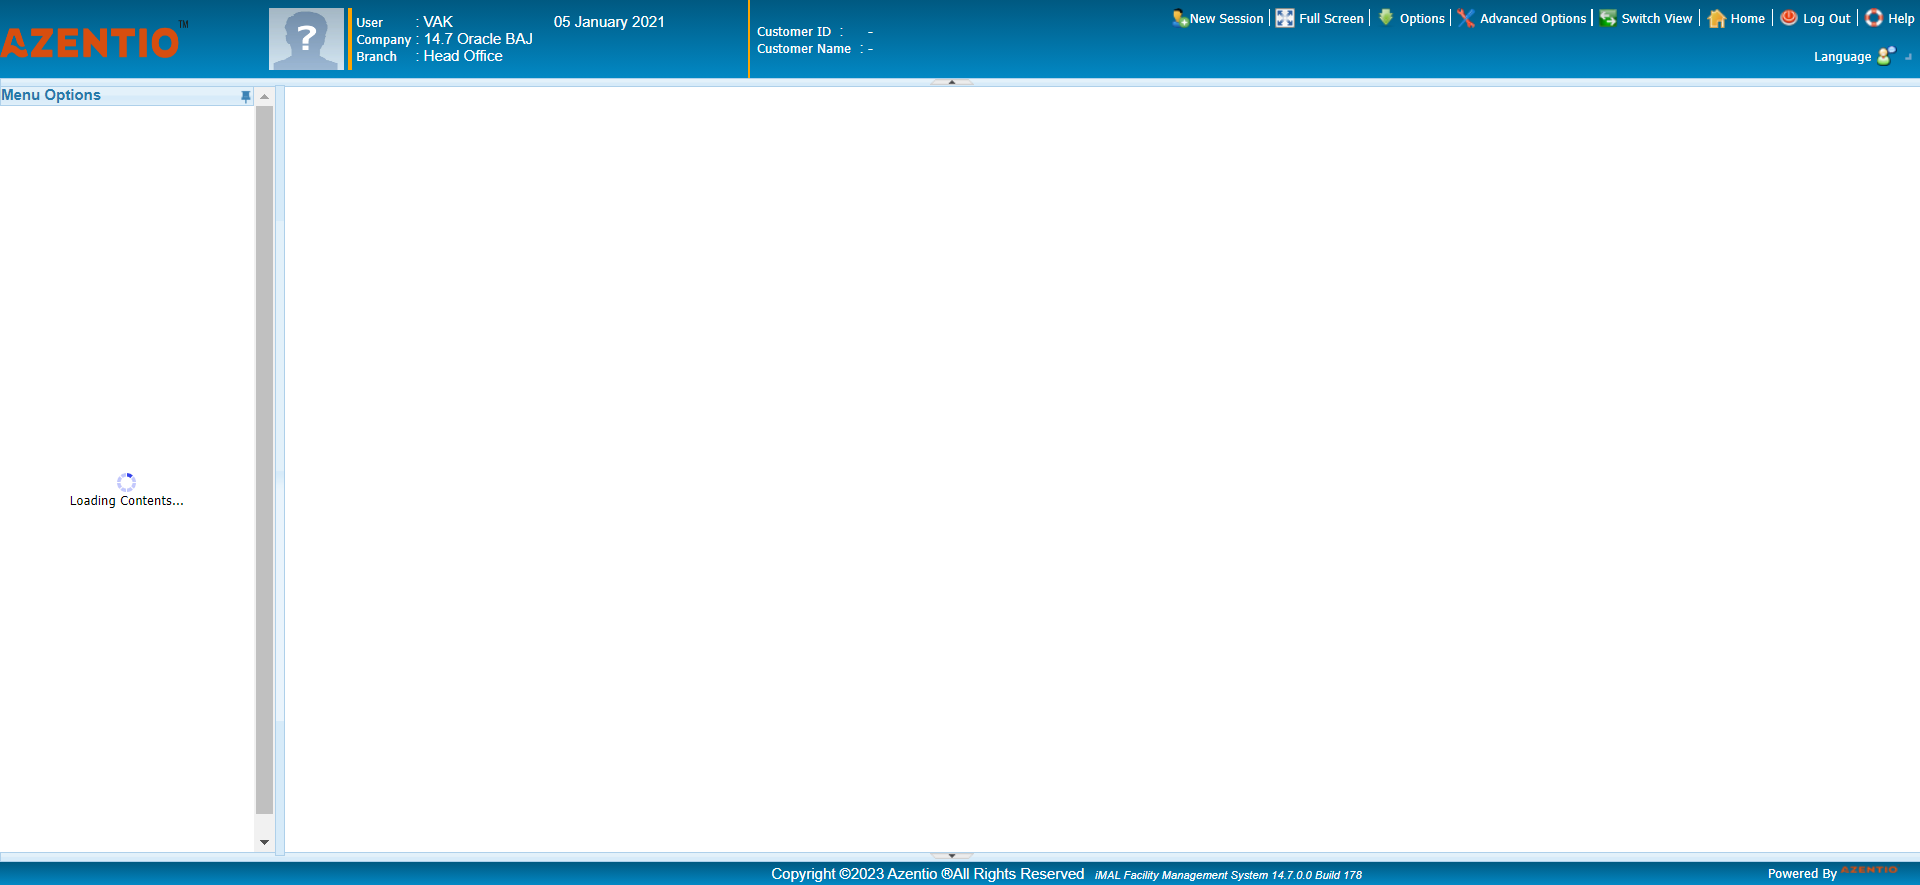 AZENTIO™
User : VAK 05 January 2021
Company : 14.7 Oracle BAJ
Branch : Head Office
Customer ID : -
Customer Name : -
New Session Full Screen Options Advanced Options Switch View Home Log Out Help
Language
Menu Options
Loading Contents...
Copyright ©2023 Azentio ®All Rights Reserved iMAL Facility Management System 14.7.0.0 Build 178
Powered By AZENTIO